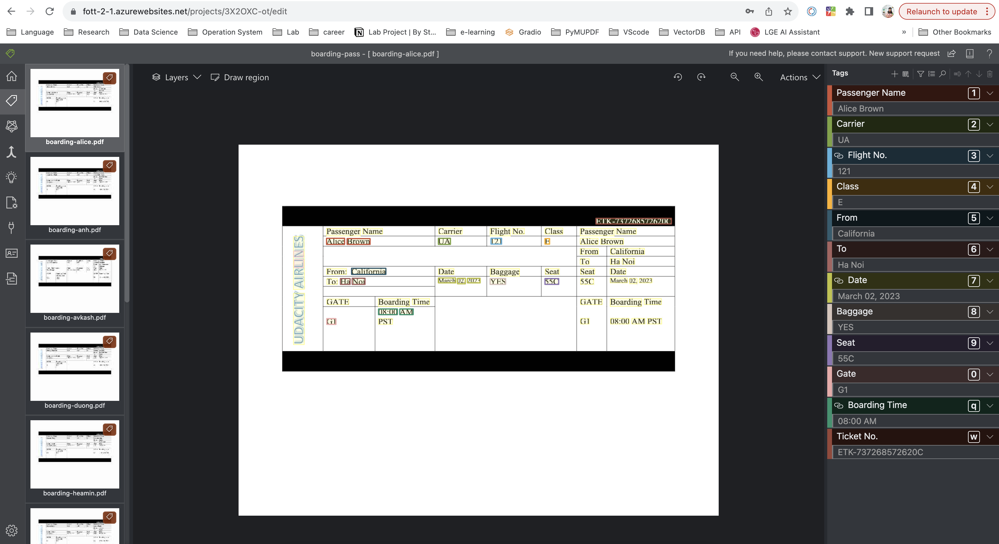 fott-2-1.azurewebsites.net/projects/3X2OXC-ot/edit
Relaunch to update
Language Research Data Science Operation System Lab career Lab Project | By St... e-learning Gradio PyMUPDF VScode VectorDB API LGE AI Assistant » Other Bookmarks
boarding-pass - [ boarding-alice.pdf ]
If you need help, please contact support. New support request
Layers Draw region Actions
boarding-alice.pdf
boarding-anh.pdf
boarding-avkash.pdf
boarding-duong.pdf
boarding-heamin.pdf
ETK-737268572620C
UDACITY AIRLINES
Passenger Name Carrier Flight No. Class Passenger Name
Alice Brown UA 121 E Alice Brown
From California
To Ha Noi
From: California Date Baggage Seat Seat Date
To: Ha Noi March 02, 2023 YES 55C 55C March 02, 2023
GATE Boarding Time GATE Boarding Time
08:00 AM
G1 PST G1 08:00 AM PST
Tags
Passenger Name 1
Alice Brown
Carrier 2
UA
Flight No. 3
121
Class 4
E
From 5
California
To 6
Ha Noi
Date 7
March 02, 2023
Baggage 8
YES
Seat 9
55C
Gate 0
G1
Boarding Time q
08:00 AM
Ticket No. w
ETK-737268572620C